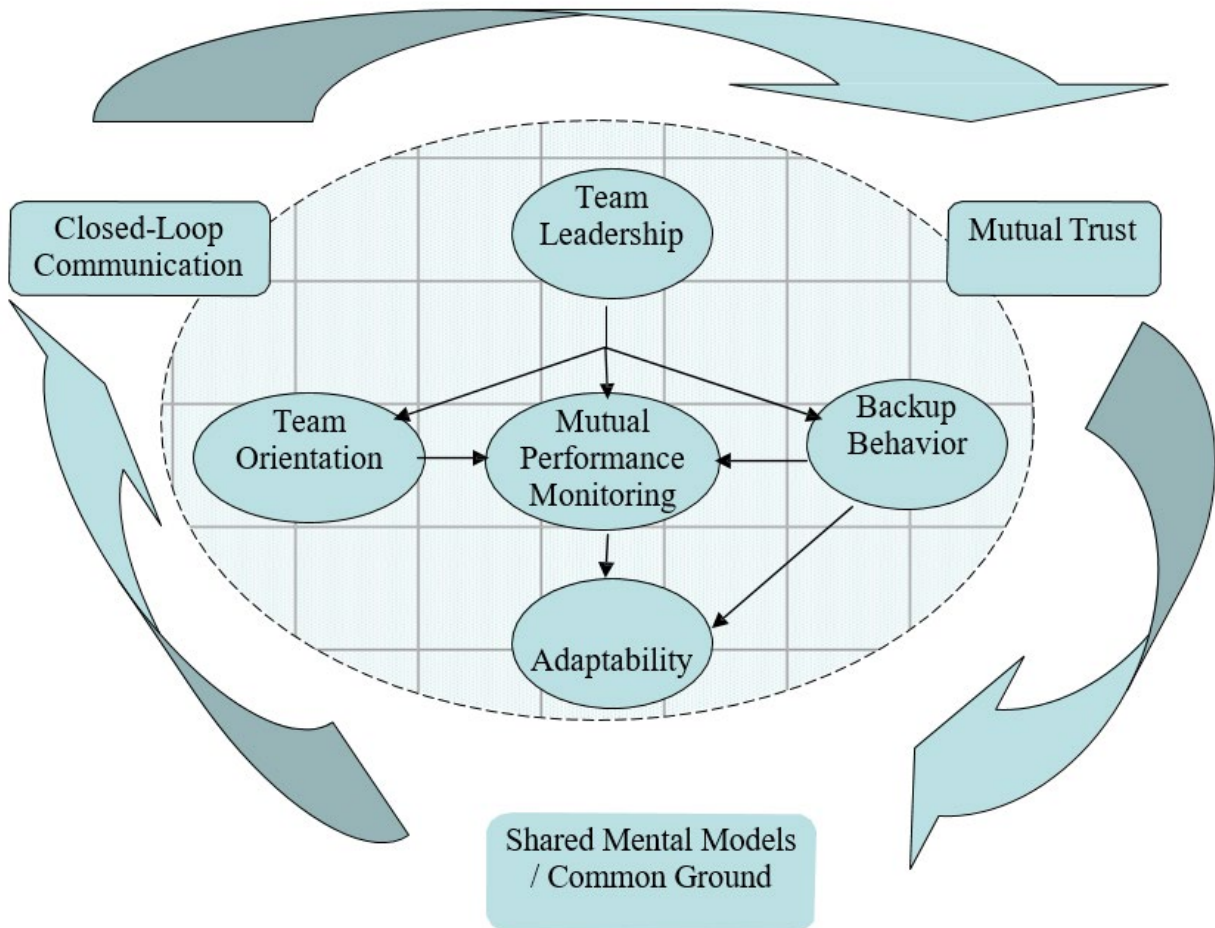 Team
Leadership
Closed-Loop
Communication
Mutual Trust
Team
Orientation
Mutual
Performance
Monitoring
Backup
Behavior
Adaptability
Shared Mental Models
/ Common Ground